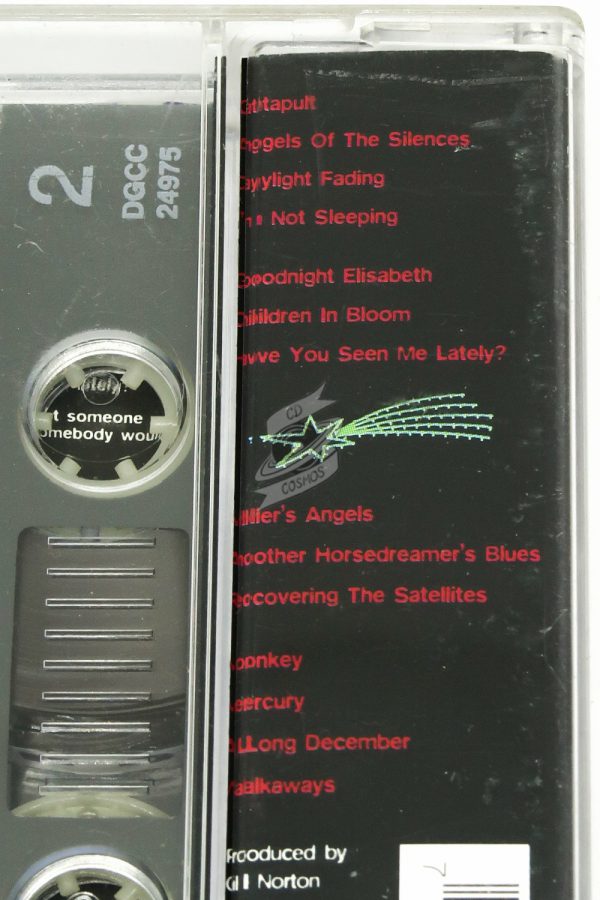 2
DGCC
24975
t someone
omebody woul
Catapult
Angels Of The Silences
Daylight Fading
I'm Not Sleeping
Goodnight Elisabeth
Children In Bloom
Have You Seen Me Lately?
CD
COSMOS
Miller's Angels
Another Horsedreamer's Blues
Recovering The Satellites
Monkey
Mercury
A Long December
Walkaways
Produced by
Gil Norton